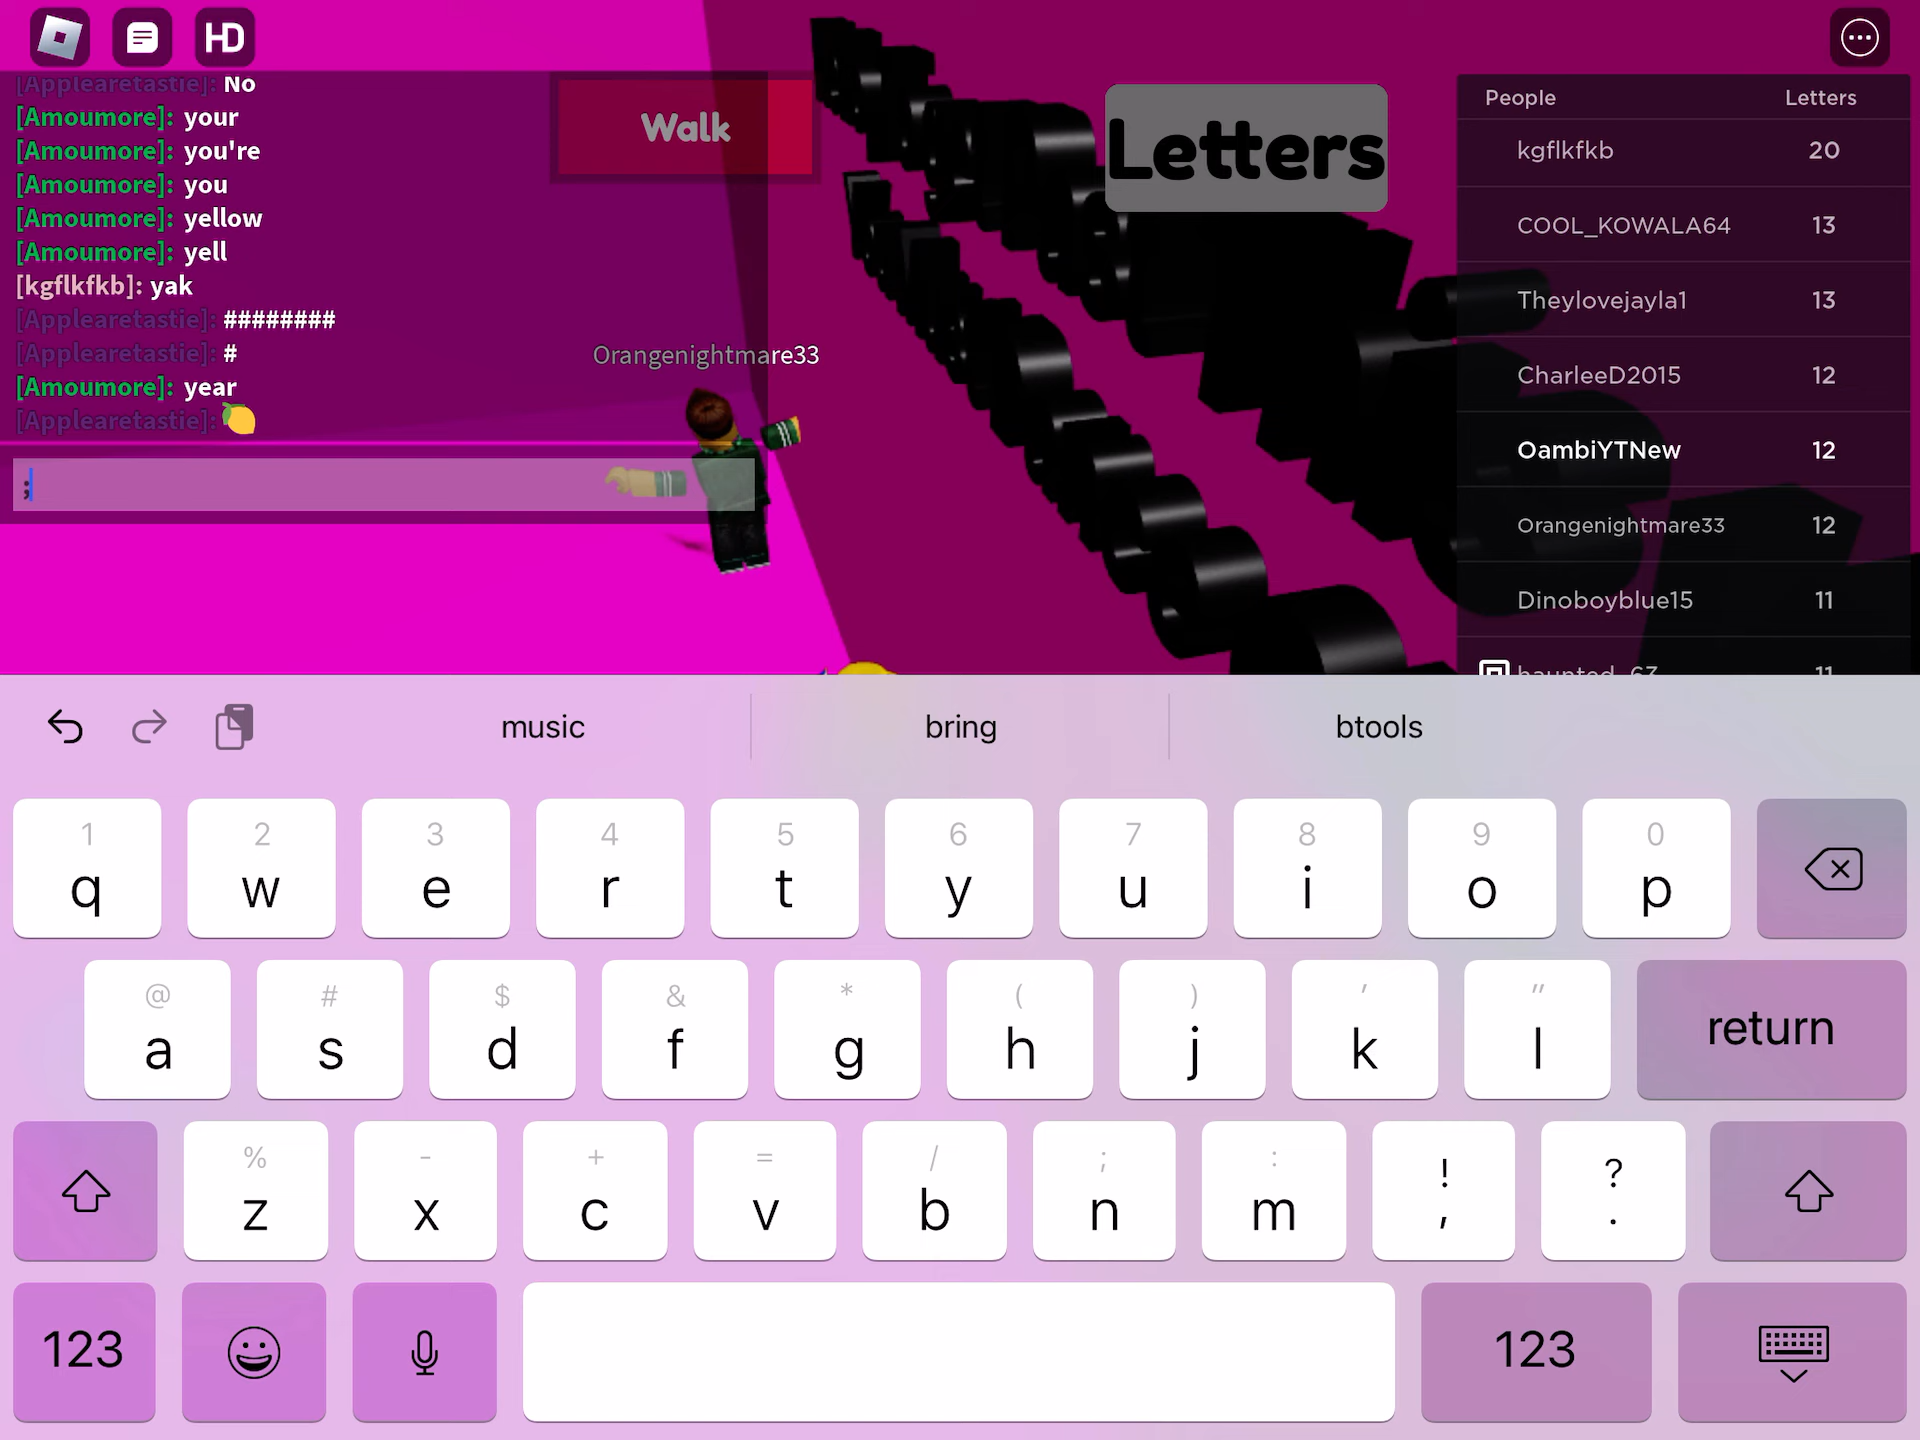 HD
[Applearetastie]: No
[Amoumore]: your
[Amoumore]: you're
[Amoumore]: you
[Amoumore]: yellow
[Amoumore]: yell
[kgflkfkb]: yak
[Applearetastie]: ########
[Applearetastie]: #
[Amoumore]: year
[Applearetastie]: 🍋
;
Walk
Orangenightmare33
Letters
People Letters
kgflkfkb 20
COOL_KOWALA64 13
Theylovejayla1 13
CharleeD2015 12
OambiYTNew 12
Orangenightmare33 12
Dinoboyblue15 11
haunted_63 11
music bring btools
1 2 3 4 5 6 7 8 9 0
q w e r t y u i o p
@ # $ & * ( ) ' "
a s d f g h j k l return
% - + = / ; : ! ?
z x c v b n m , .
123 123